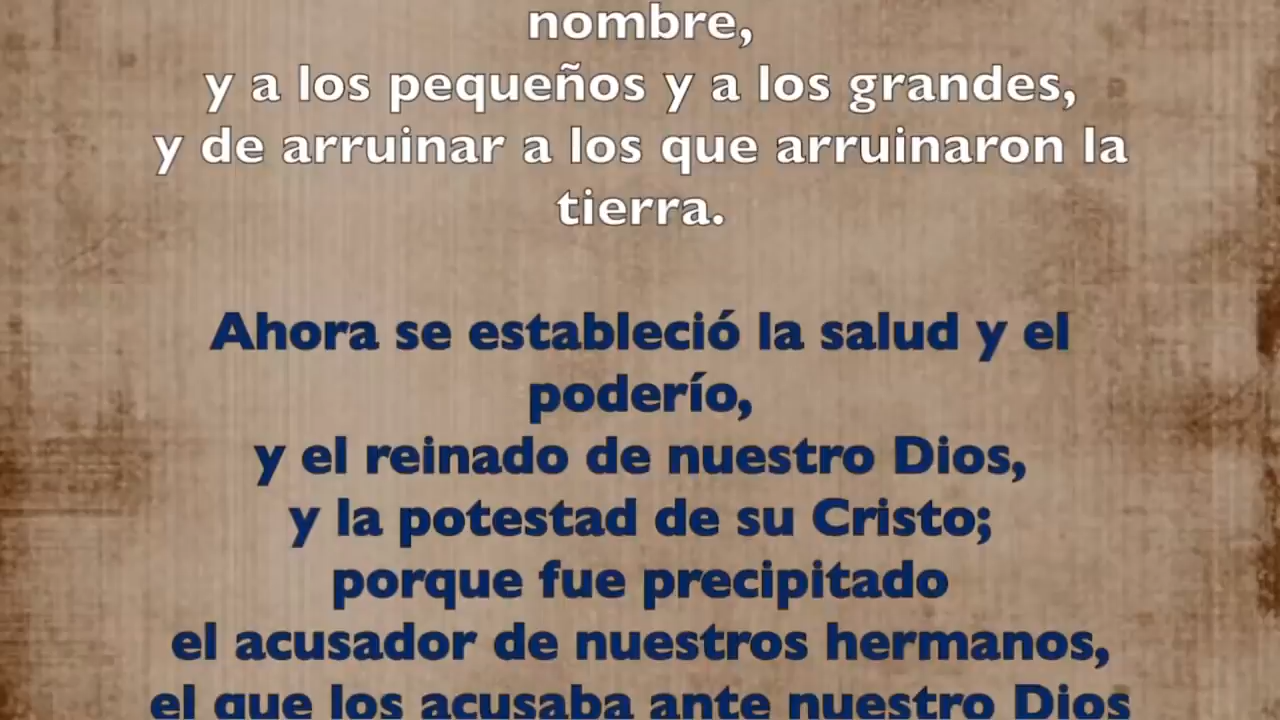 nombre,
y a los pequeños y a los grandes,
y de arruinar a los que arruinaron la
tierra.
Ahora se estableció la salud y el
poderío,
y el reinado de nuestro Dios,
y la potestad de su Cristo;
porque fue precipitado
el acusador de nuestros hermanos,
el que los acusaba ante nuestro Dios